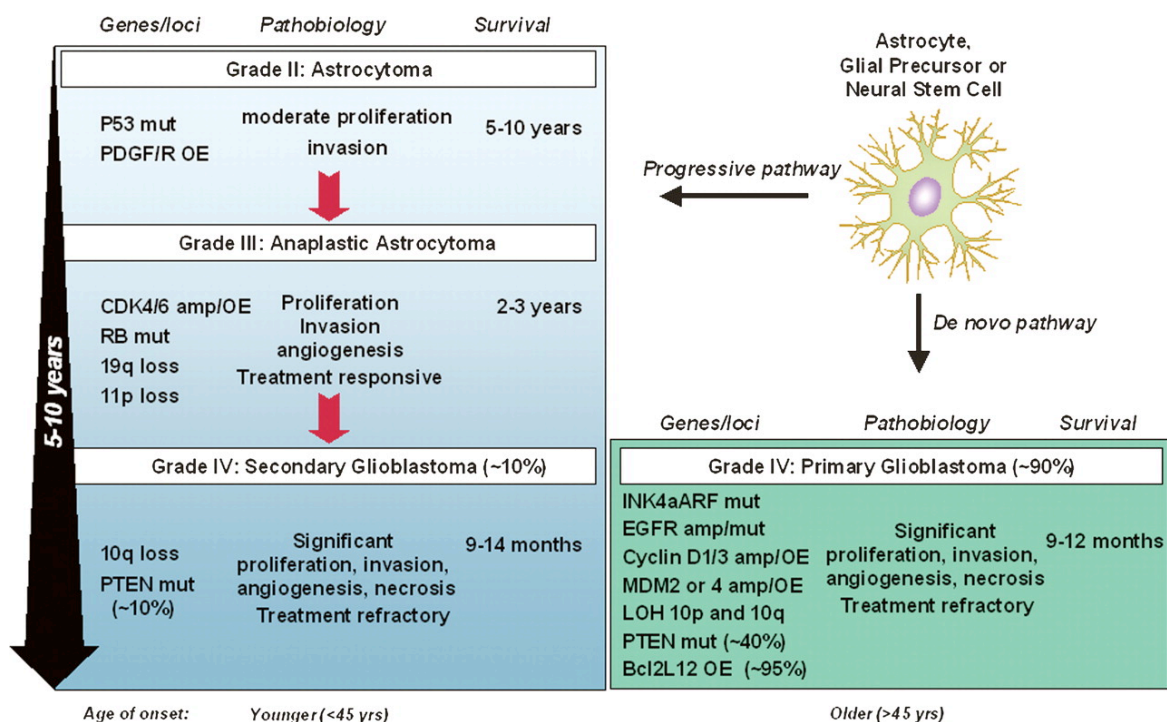 Genes/loci Pathobiology Survival
Grade II: Astrocytoma
P53 mut
PDGF/R OE
moderate proliferation
invasion
5-10 years
Grade III: Anaplastic Astrocytoma
CDK4/6 amp/OE
RB mut
19q loss
11p loss
Proliferation
Invasion
angiogenesis
Treatment responsive
2-3 years
Grade IV: Secondary Glioblastoma (~10%)
10q loss
PTEN mut
(~10%)
Significant
proliferation, invasion,
angiogenesis, necrosis
Treatment refractory
9-14 months
5-10 years
Age of onset: Younger (<45 yrs)
Astrocyte,
Glial Precursor or
Neural Stem Cell
Progressive pathway
De novo pathway
Genes/loci Pathobiology Survival
Grade IV: Primary Glioblastoma (~90%)
INK4aARF mut
EGFR amp/mut
Cyclin D1/3 amp/OE
MDM2 or 4 amp/OE
LOH 10p and 10q
PTEN mut (~40%)
Bcl2L12 OE (~95%)
Significant
proliferation, invasion,
angiogenesis, necrosis
Treatment refractory
9-12 months
Older (>45 yrs)